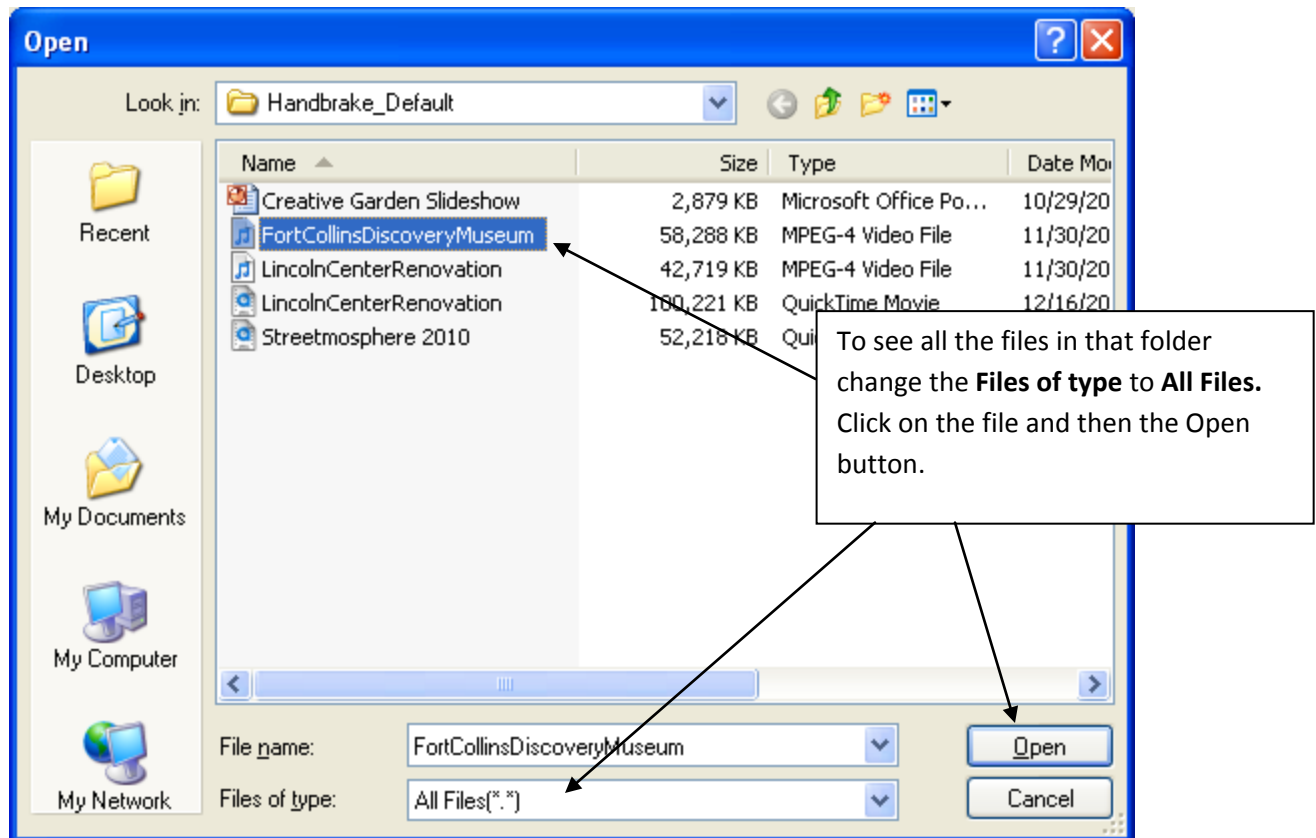 Open
Look in: Handbrake_Default
Name Size Type Date Mo
Creative Garden Slideshow 2,879 KB Microsoft Office Po... 10/29/20
FortCollinsDiscoveryMuseum 58,288 KB MPEG-4 Video File 11/30/20
LincolnCenterRenovation 42,719 KB MPEG-4 Video File 11/30/20
LincolnCenterRenovation 100,221 KB QuickTime Movie 12/16/20
Streetmosphere 2010 52,218 KB Qui
Recent
Desktop
My Documents
My Computer
My Network
To see all the files in that folder
change the Files of type to All Files.
Click on the file and then the Open
button.
File name: FortCollinsDiscoveryMuseum Open
Files of type: All Files(*.*) Cancel